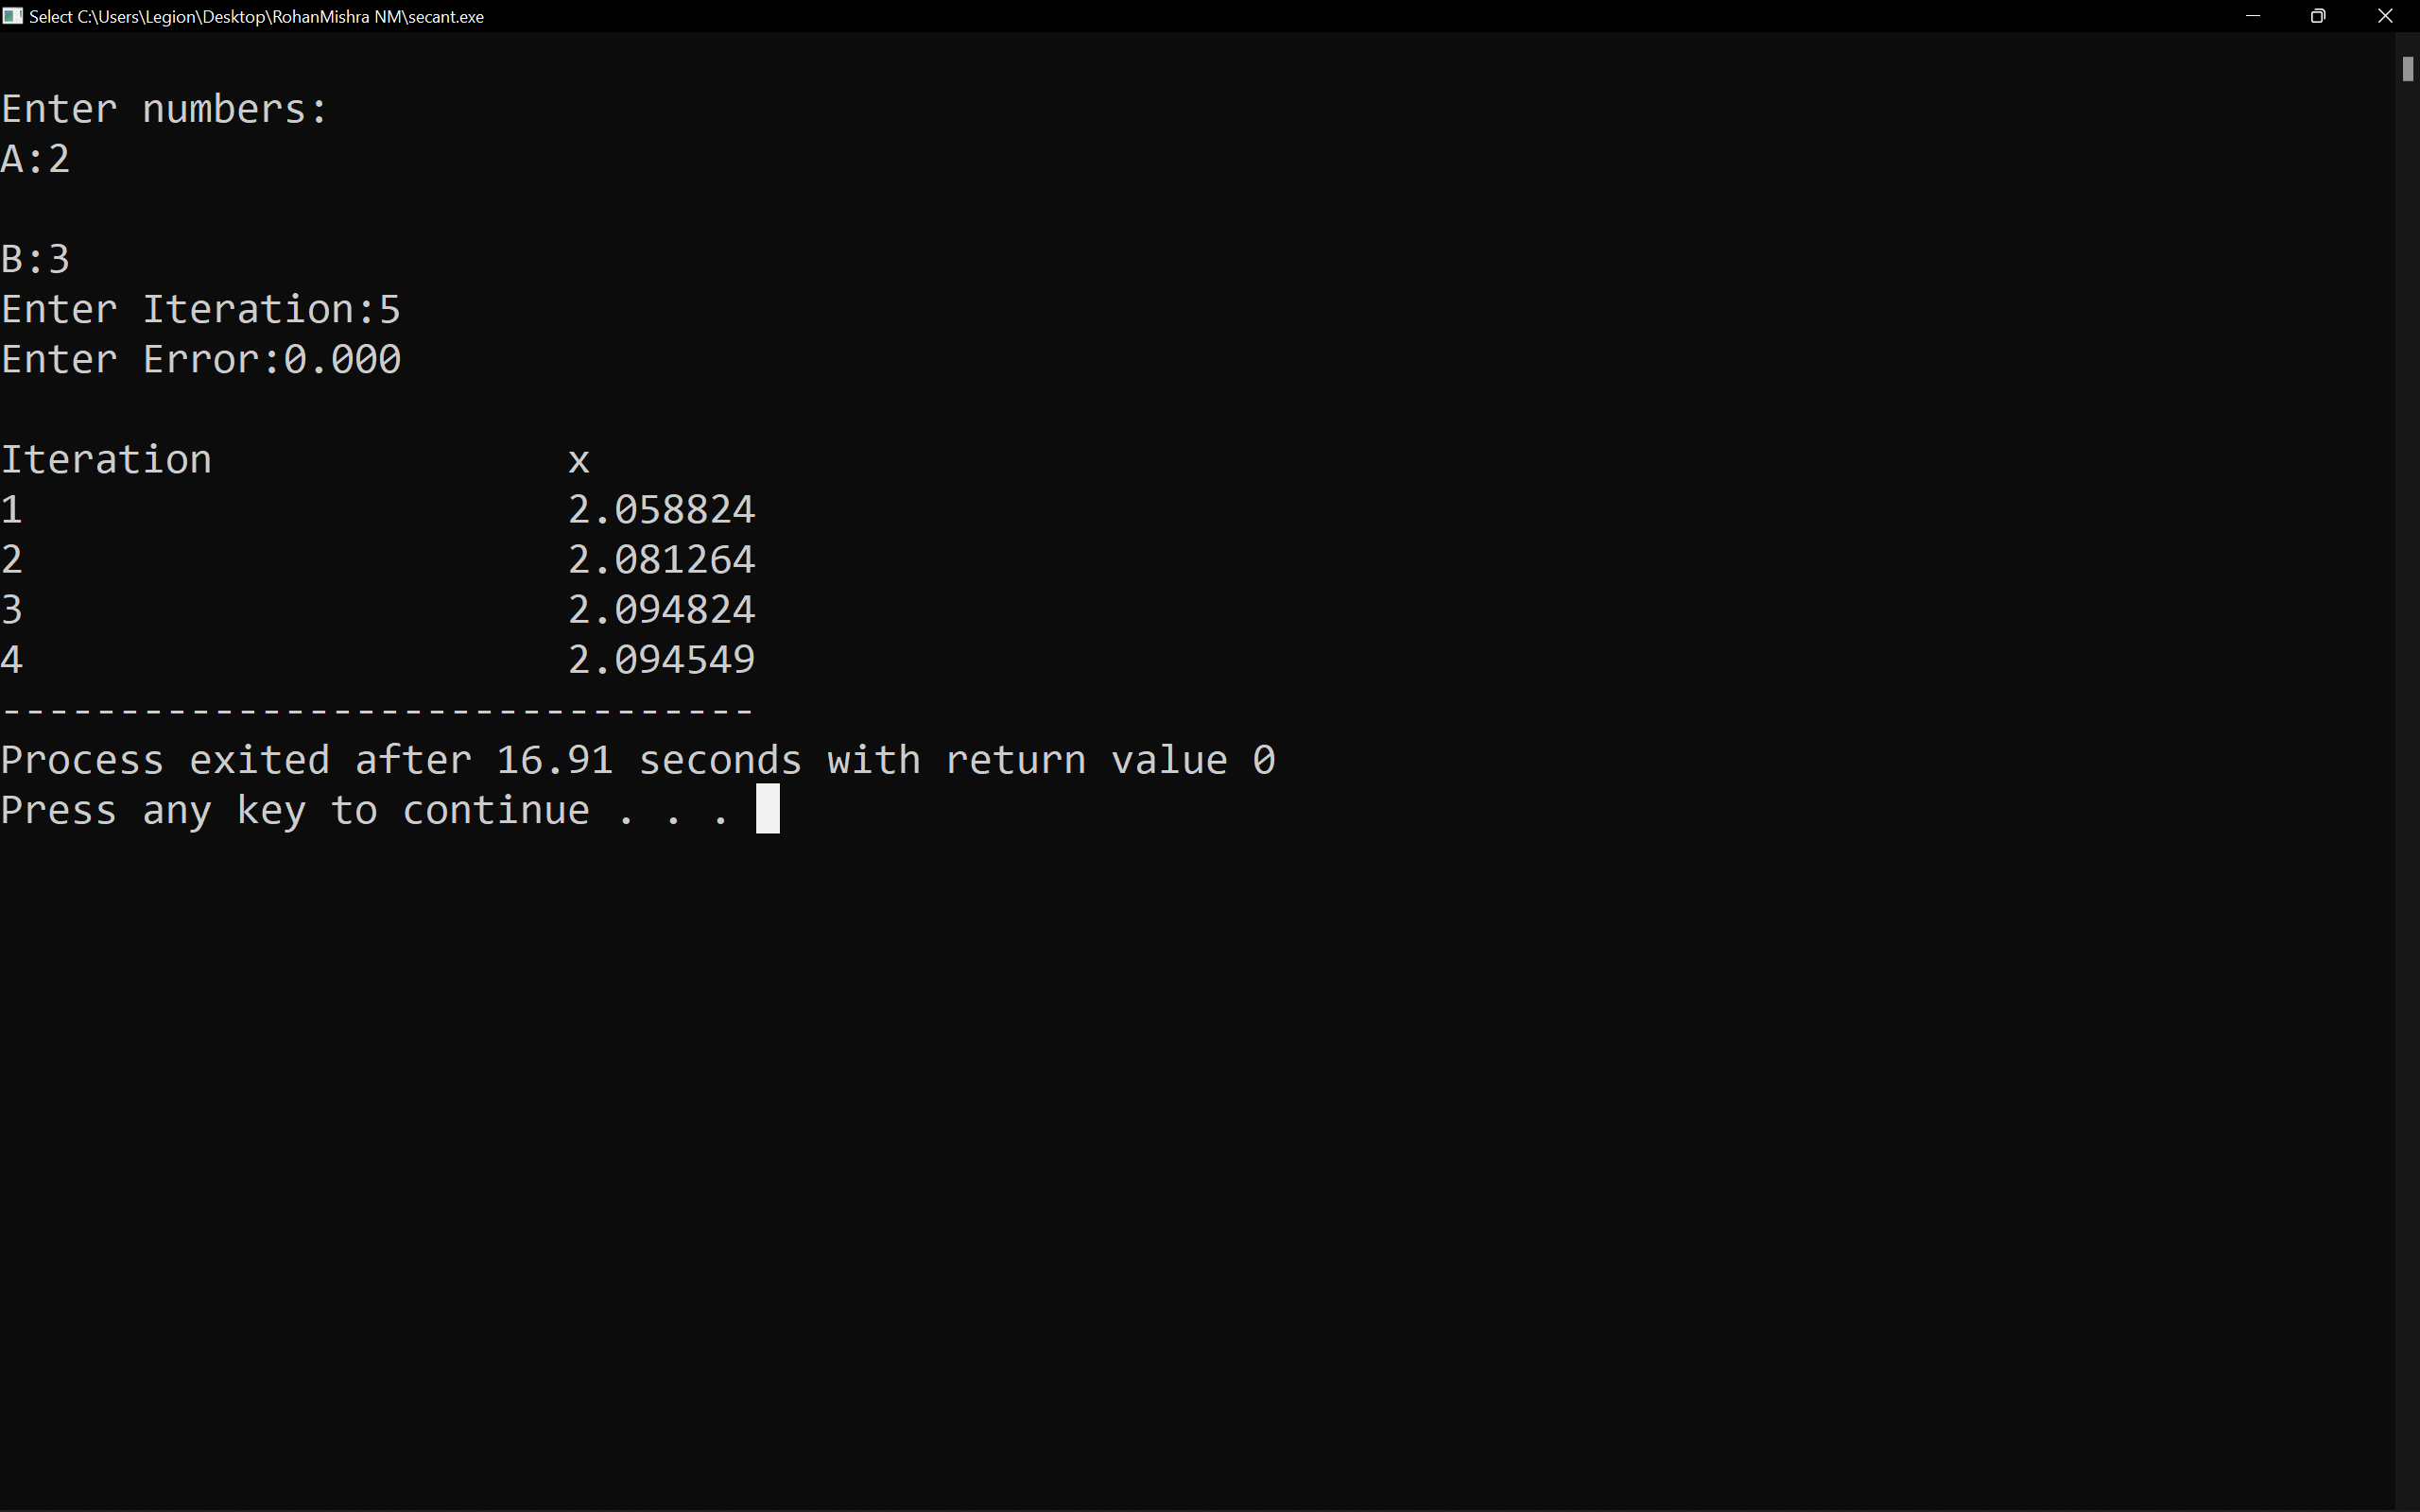 Select C:\Users\Legion\Desktop\RohanMishra NM\secant.exe
Enter numbers:
A:2
B:3
Enter Iteration:5
Enter Error:0.000
Iteration x
1 2.058824
2 2.081264
3 2.094824
4 2.094549
--------------------------------
Process exited after 16.91 seconds with return value 0
Press any key to continue . . .